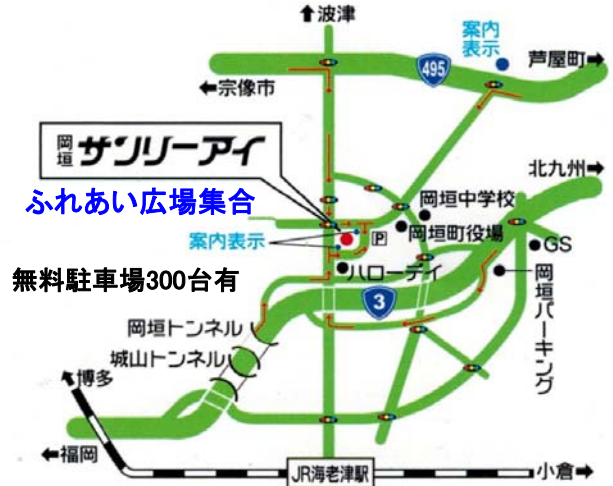 ↑波津
案内
表示
芦屋町→
495
←宗像市
岡垣 サンリーアイ
北九州→
ふれあい広場集合
岡垣中学校
岡垣町役場
案内表示
P
GS
無料駐車場300台有
ハローデイ
3
岡垣パーキング
岡垣トンネル
城山トンネル
博多
←福岡
JR海老津駅
小倉→